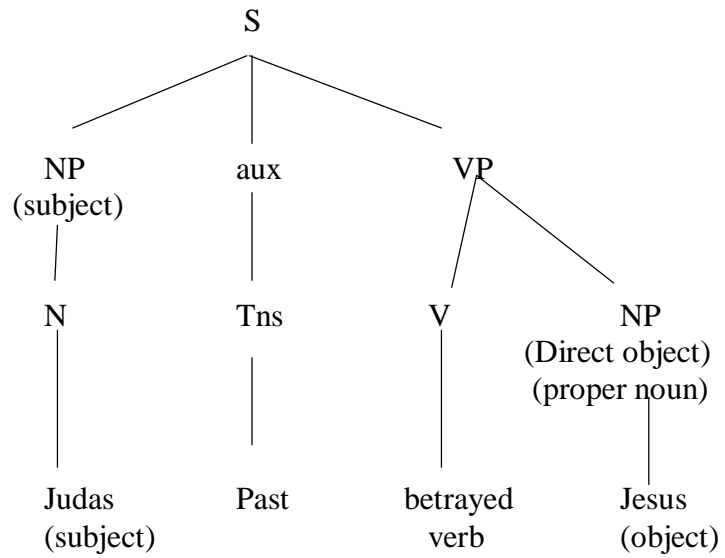 S
NP aux VP
(subject)
N Tns V NP
(Direct object)
(proper noun)
Judas Past betrayed Jesus
(subject) verb (object)